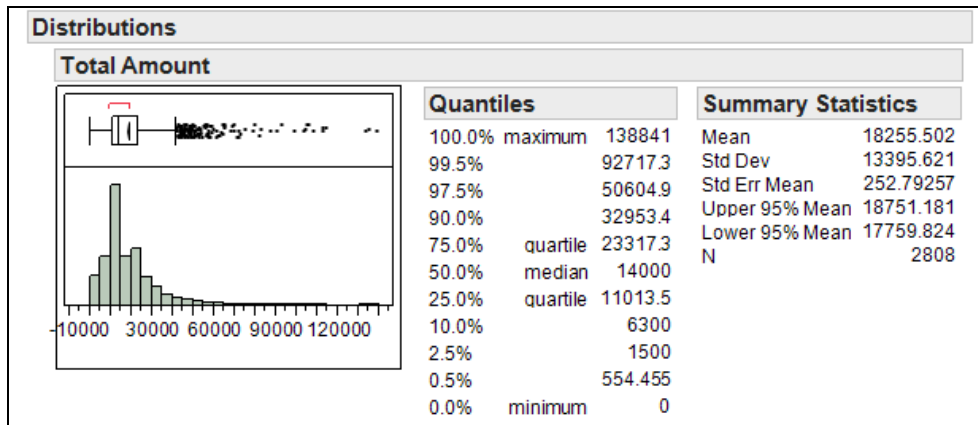 Distributions
Total Amount
-10000 30000 60000 90000 120000
Quantiles
100.0% maximum 138841
99.5% 92717.3
97.5% 50604.9
90.0% 32953.4
75.0% quartile 23317.3
50.0% median 14000
25.0% quartile 11013.5
10.0% 6300
2.5% 1500
0.5% 554.455
0.0% minimum 0
Summary Statistics
Mean 18255.502
Std Dev 13395.621
Std Err Mean 252.79257
Upper 95% Mean 18751.181
Lower 95% Mean 17759.824
N 2808